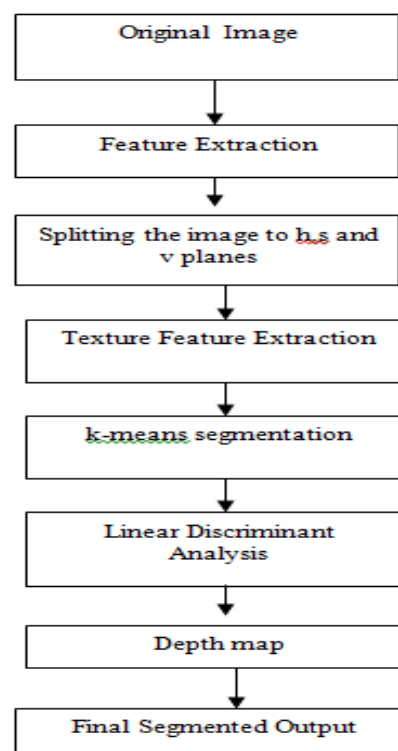 Original Image
Feature Extraction
Splitting the image to h,s and
v planes
Texture Feature Extraction
k-means segmentation
Linear Discriminant
Analysis
Depth map
Final Segmented Output